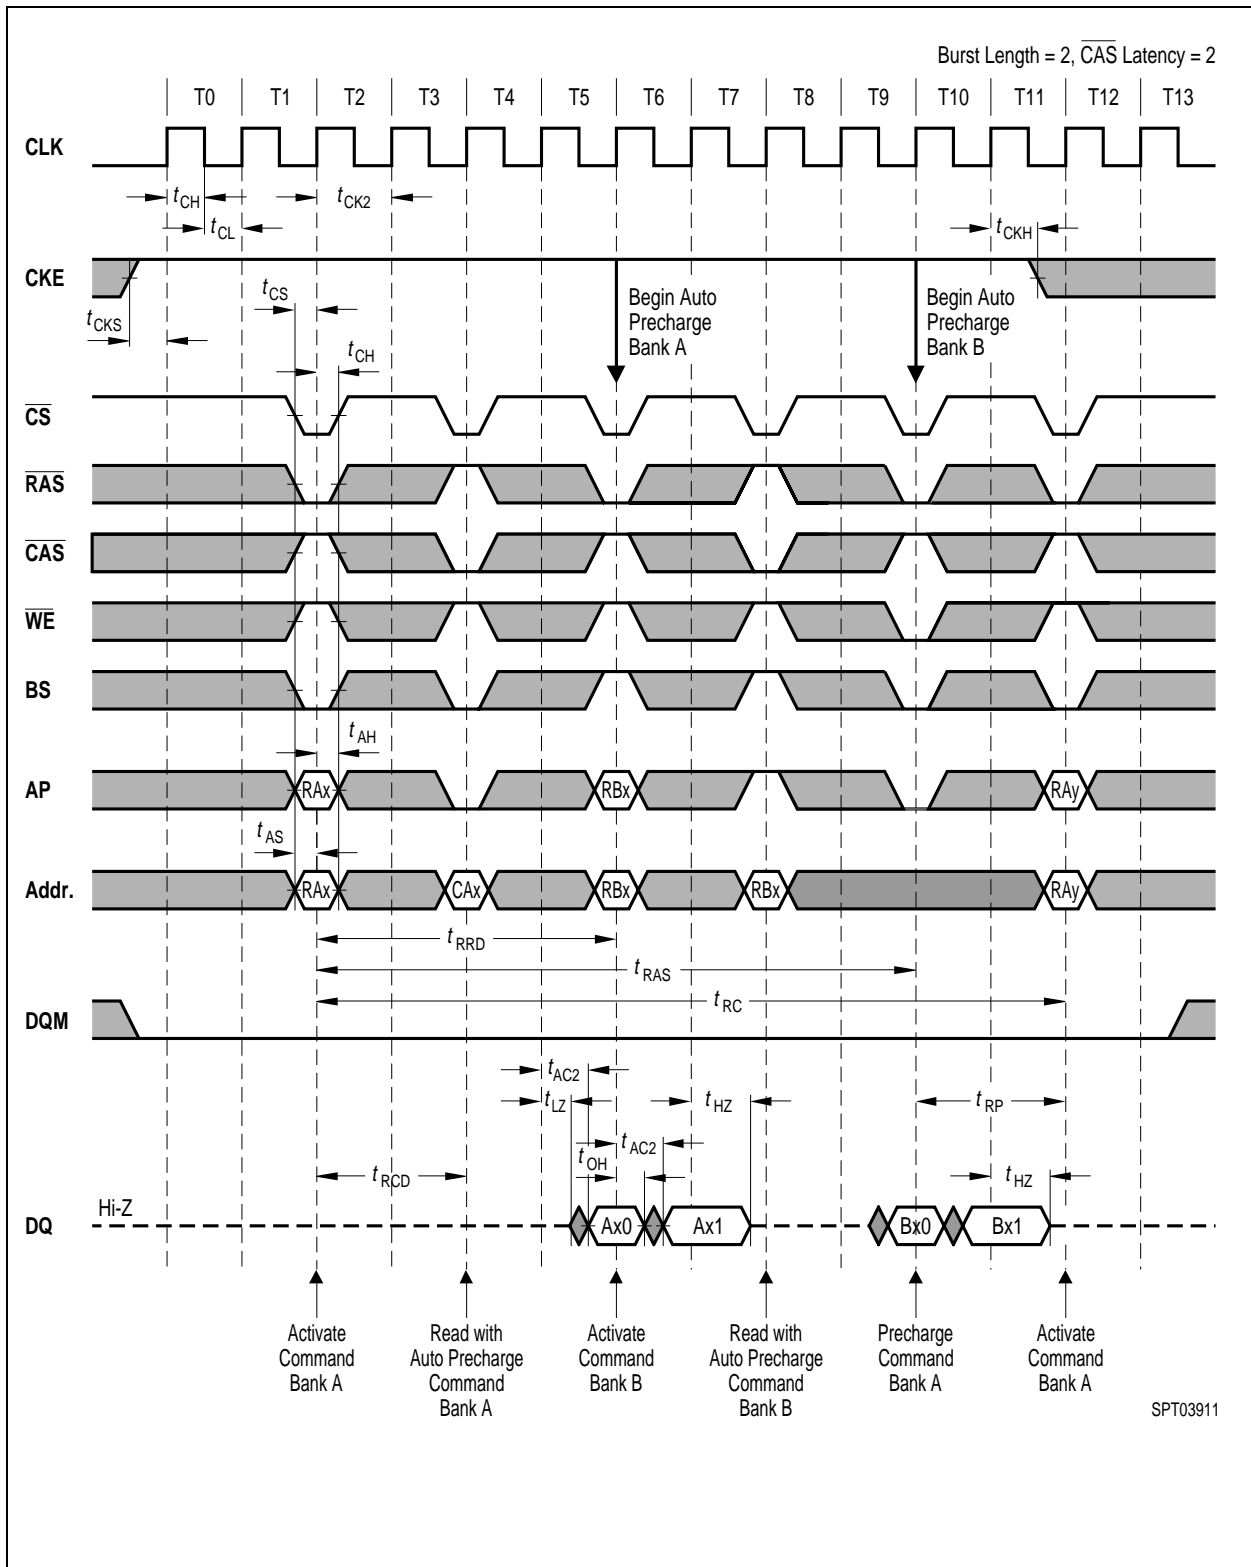 Burst Length = 2, CAS Latency = 2
T0 T1 T2 T3 T4 T5 T6 T7 T8 T9 T10 T11 T12 T13
CLK
tCH
tCK2
tCL
tCKH
CKE
tCS
tCKS
Begin Auto
Precharge
Bank A
Begin Auto
Precharge
Bank B
tCH
CS
RAS
CAS
WE
BS
tAH
AP
RAx
RBx
RAy
tAS
Addr.
RAx
CAx
RBx
RBx
RAy
tRRD
tRAS
tRC
DQM
tAC2
tLZ
tHZ
tRP
tAC2
tOH
tRCD
tHZ
Hi-Z
DQ
Ax0
Ax1
Bx0
Bx1
Activate
Command
Bank A
Read with
Auto Precharge
Command
Bank A
Activate
Command
Bank B
Read with
Auto Precharge
Command
Bank B
Precharge
Command
Bank A
Activate
Command
Bank A
SPT03911